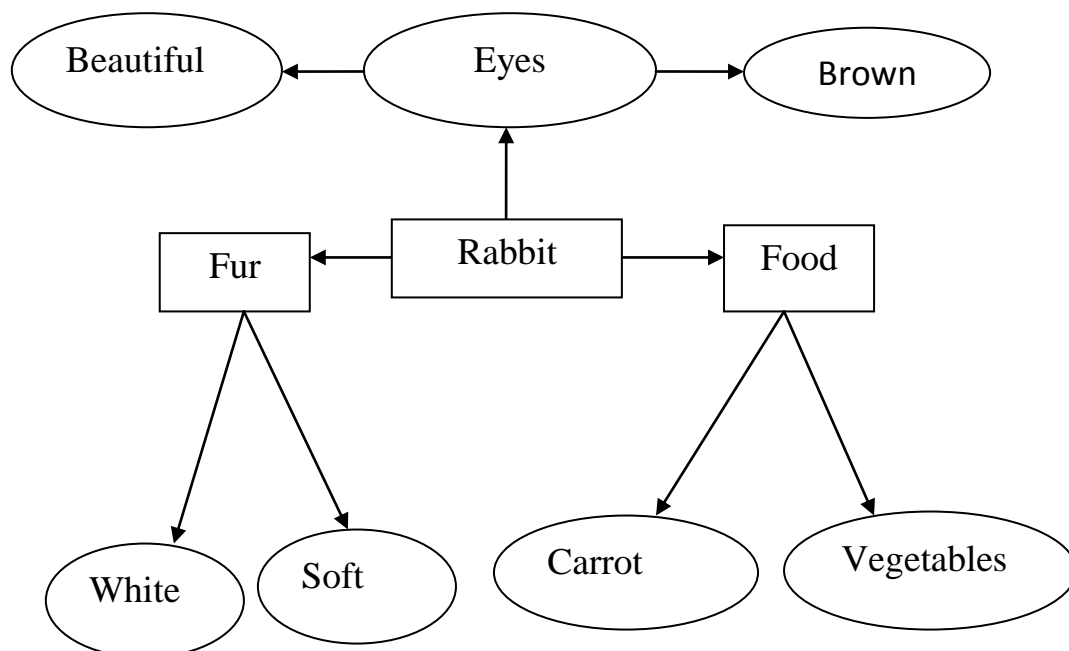 Beautiful
Eyes
Brown
Fur
Rabbit
Food
White
Soft
Carrot
Vegetables